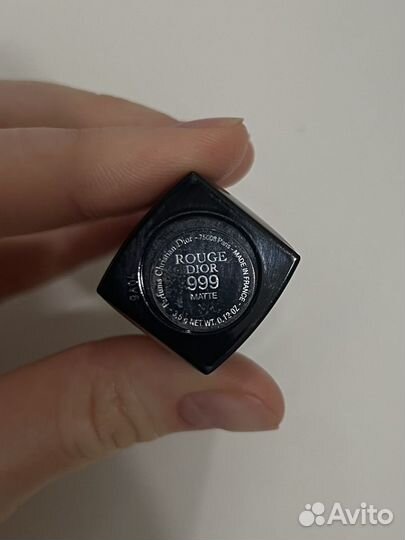 Parfums Christian Dior - 75008 Paris - MADE IN FRANCE
ROUGE
DIOR
999
MATTE
3,5 g NET WT. 0.12 OZ
Avito